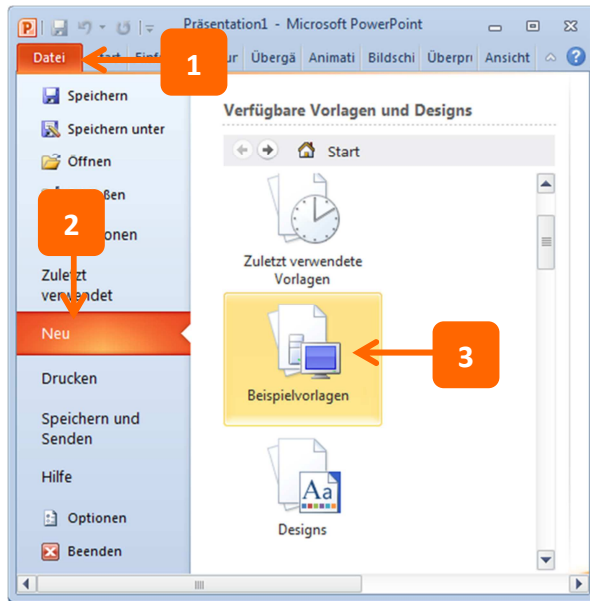 Präsentation1 - Microsoft PowerPoint
Datei
1
Übergä Animati Bildschi Überprü Ansicht
Speichern
Speichern unter
Öffnen
2
Zuletzt
verwendet
Neu
Drucken
Speichern und
Senden
Hilfe
Optionen
Beenden
Verfügbare Vorlagen und Designs
Start
Zuletzt verwendete
Vorlagen
3
Beispielvorlagen
Aa
Designs